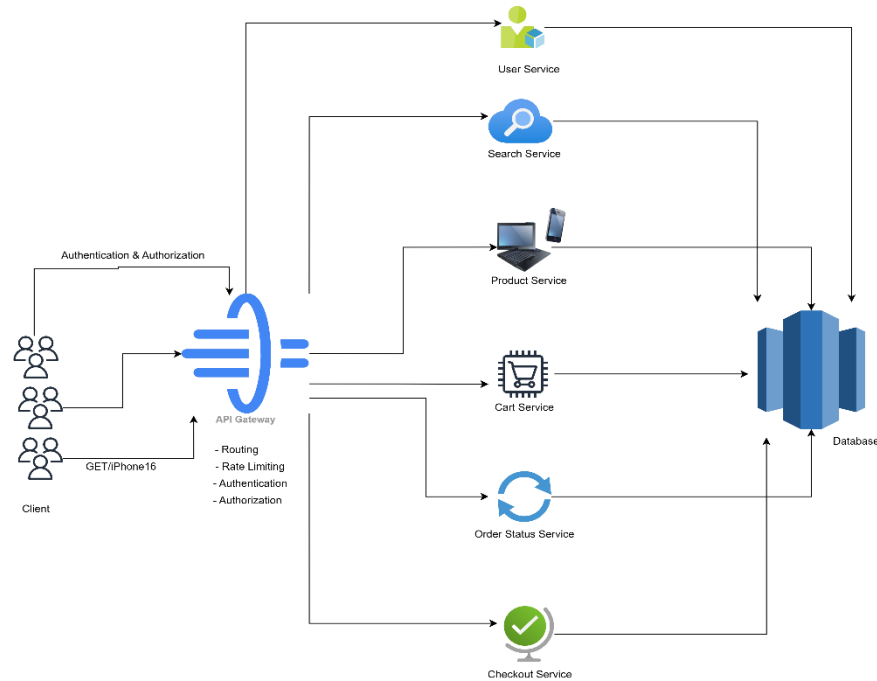 User Service
Search Service
Authentication & Authorization
Product Service
Cart Service
API Gateway
Database
- Routing
GET/iPhone16
- Rate Limiting
- Authentication
- Authorization
Client
Order Status Service
Checkout Service